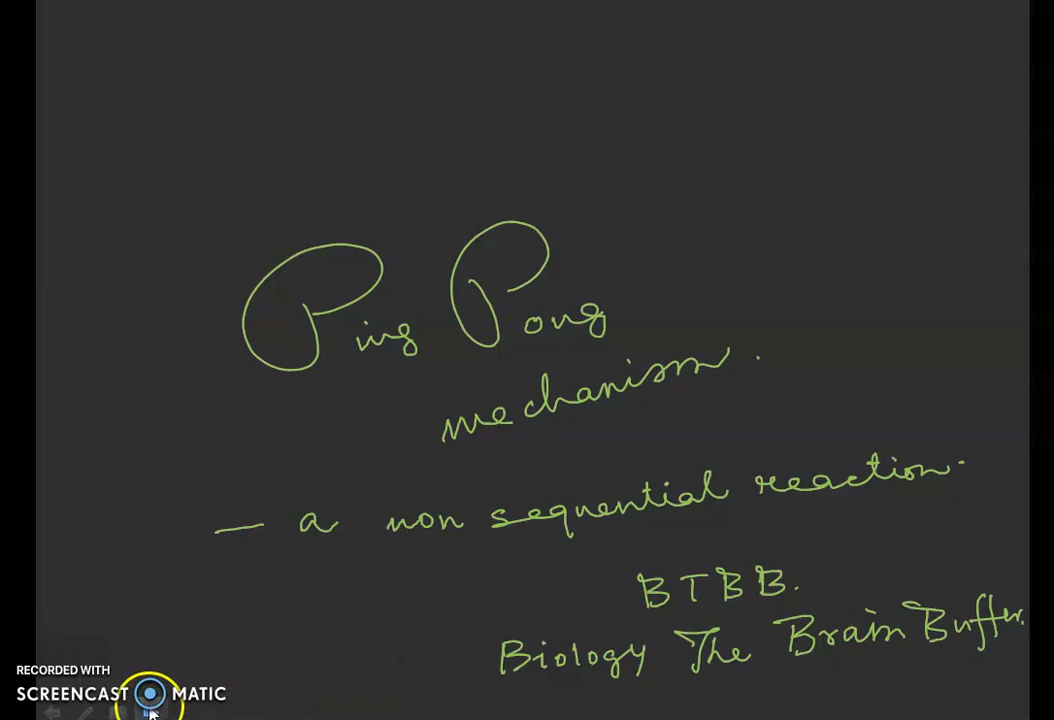 Ping Pong
mechanism.
— a non sequential reaction.
BTBB.
Biology The Brain Buffer.
RECORDED WITH
SCREENCAST MATIC